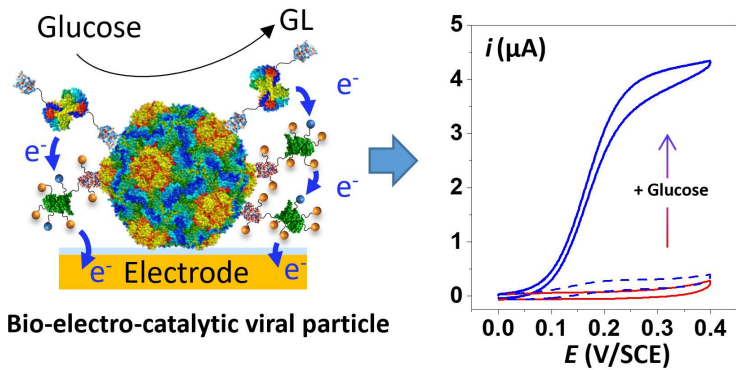 Glucose
GL
e-
e-
e-
e-
e-
Electrode
Bio-electro-catalytic viral particle
i (µA)
5
4
3
2
1
0
+ Glucose
0.0 0.1 0.2 0.3 0.4
E (V/SCE)